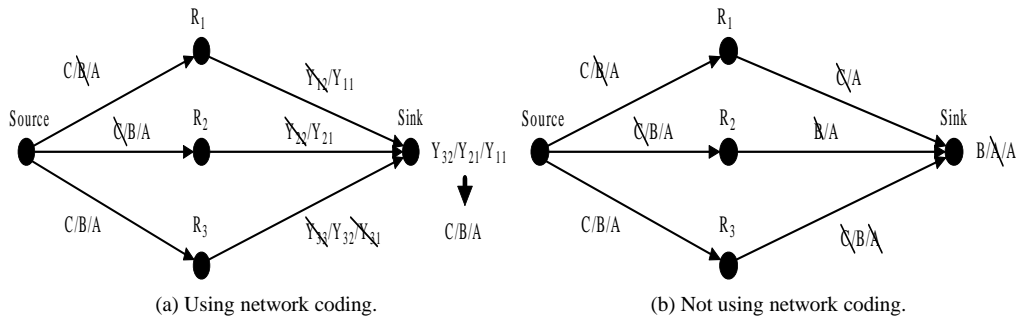 R1
C/B/A
Y12/Y11
Source
C/B/A
R2
Y22/Y21
Sink
Y32/Y21/Y11
C/B/A
R3
Y33/Y32/Y31
C/B/A
(a) Using network coding.
R1
C/B/A
C/A
Source
C/B/A
R2
B/A
Sink
B/A/A
C/B/A
R3
C/B/A
(b) Not using network coding.